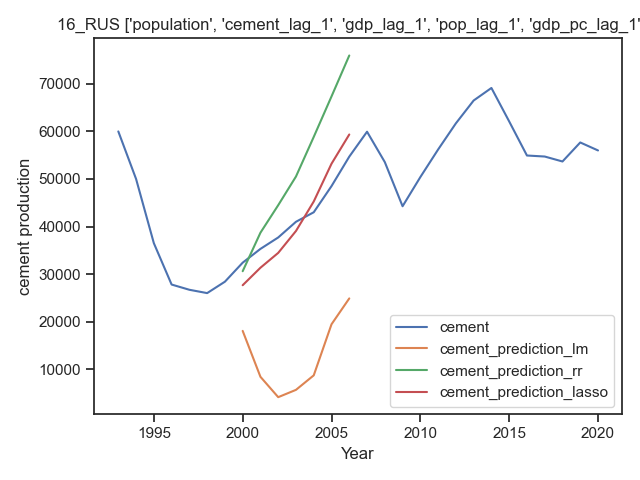 16_RUS ['population', 'cement_lag_1', 'gdp_lag_1', 'pop_lag_1', 'gdp_pc_lag_1'
70000
60000
50000
40000
30000
20000
10000
cement production
1995
2000
2005
2010
2015
2020
Year
cement
cement_prediction_lm
cement_prediction_rr
cement_prediction_lasso